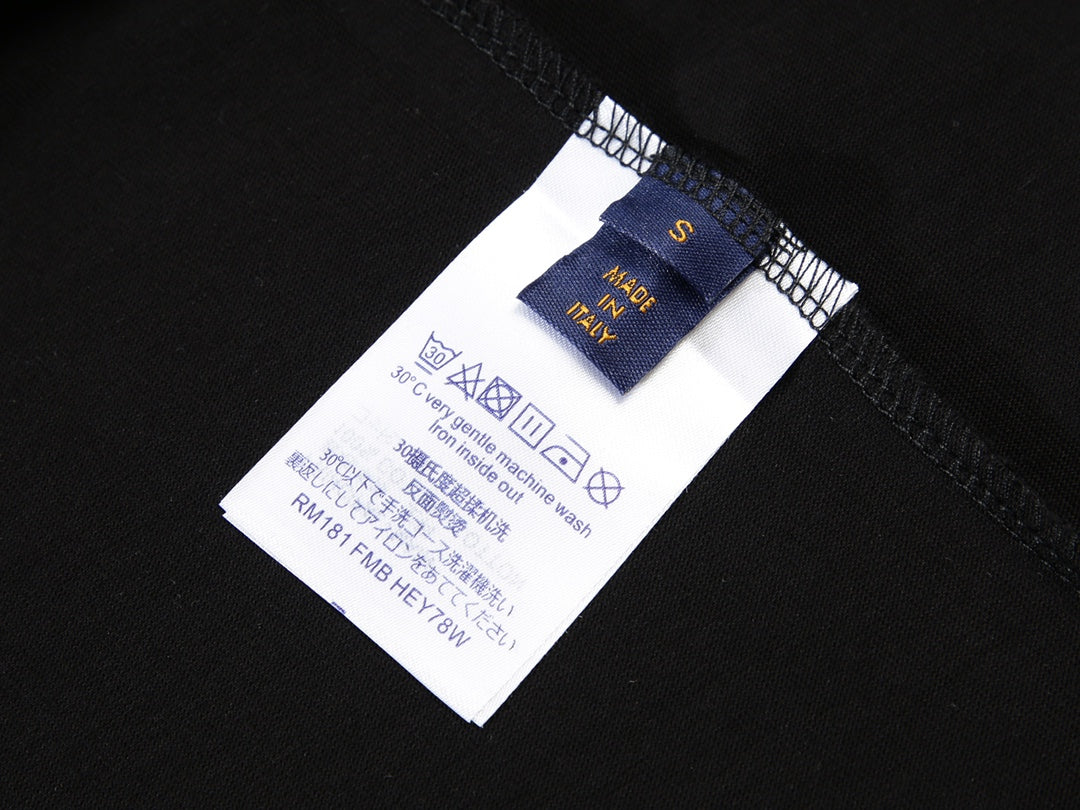 S
MADE
IN
ITALY
30
30°C very gentle machine wash
Iron inside out
30摄氏度超柔机洗
反面熨烫
30℃以下で手洗コース洗濯機洗い
裏返しにしてアイロンをあててください
RM181 FMB HEY78W